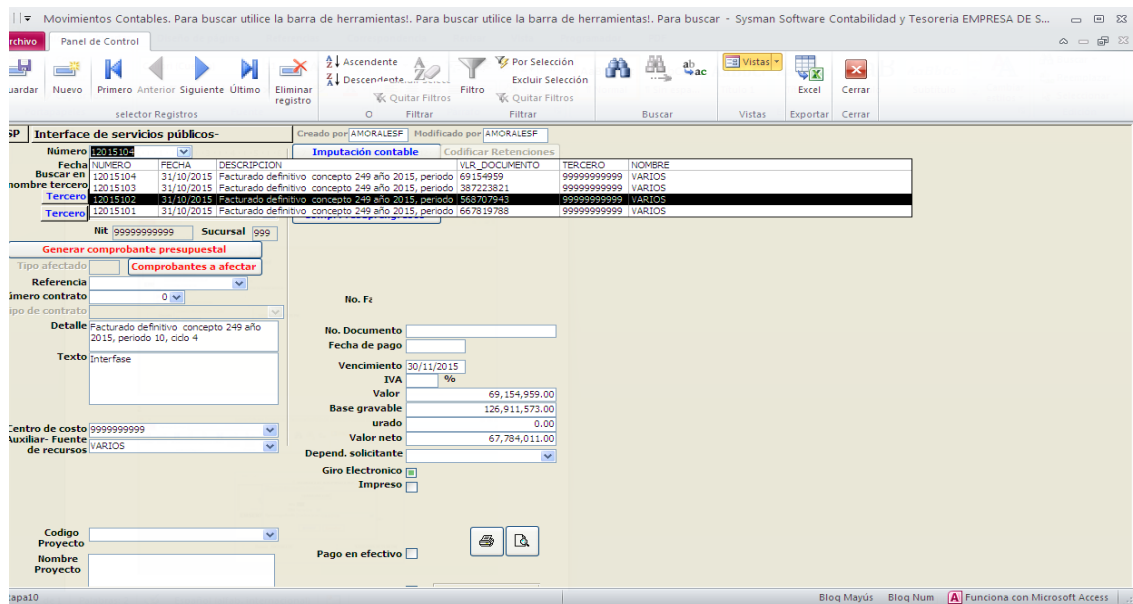 Movimientos Contables. Para buscar utilice la barra de herramientas!. Para buscar utilice la barra de herramientas!. Para buscar - Sysman Software Contabilidad y Tesoreria EMPRESA DE S...
rchivo Panel de Control
uardar Nuevo Primero Anterior Siguiente Último Eliminar registro Ascendente Descendente Quitar Filtros Filtro Por Selección Excluir Selección Quitar Filtros ab ac Vistas Excel Cerrar
selector Registros O Filtrar Filtrar Buscar Vistas Exportar Cerrar
SP Interface de servicios públicos- Creado por AMORALESF Modificado por AMORALESF
Número 12015104 Imputación contable Codificar Retenciones
Fecha NUMERO FECHA DESCRIPCION VLR_DOCUMENTO TERCERO NOMBRE
Buscar en 12015104 31/10/2015 Facturado definitivo concepto 249 año 2015, periodo 69154959 99999999999 VARIOS
nombre tercero 12015103 31/10/2015 Facturado definitivo concepto 249 año 2015, periodo 387223821 99999999999 VARIOS
Tercero 12015102 31/10/2015 Facturado definitivo concepto 249 año 2015, periodo 568707943 99999999999 VARIOS
Tercero 12015101 31/10/2015 Facturado definitivo concepto 249 año 2015, periodo 667819788 99999999999 VARIOS
Nit 99999999999 Sucursal 999
Generar comprobante presupuestal
Tipo afectado Comprobantes a afectar
Referencia
úmero contrato 0
No. Fa
ipo de contrato
Detalle Facturado definitivo concepto 249 año
2015, periodo 10, ciclo 4
No. Documento
Fecha de pago
Texto Interfase
Vencimiento 30/11/2015
IVA %
Valor 69,154,959.00
Base gravable 126,911,573.00
urado 0.00
Centro de costo 9999999999
Valor neto 67,784,011.00
Auxiliar- Fuente
de recursos VARIOS
Depend. solicitante
Giro Electronico
Impreso
Codigo
Proyecto
Pago en efectivo
Nombre
Proyecto
tapa10 Bloq Mayús Bloq Num A Funciona con Microsoft Access